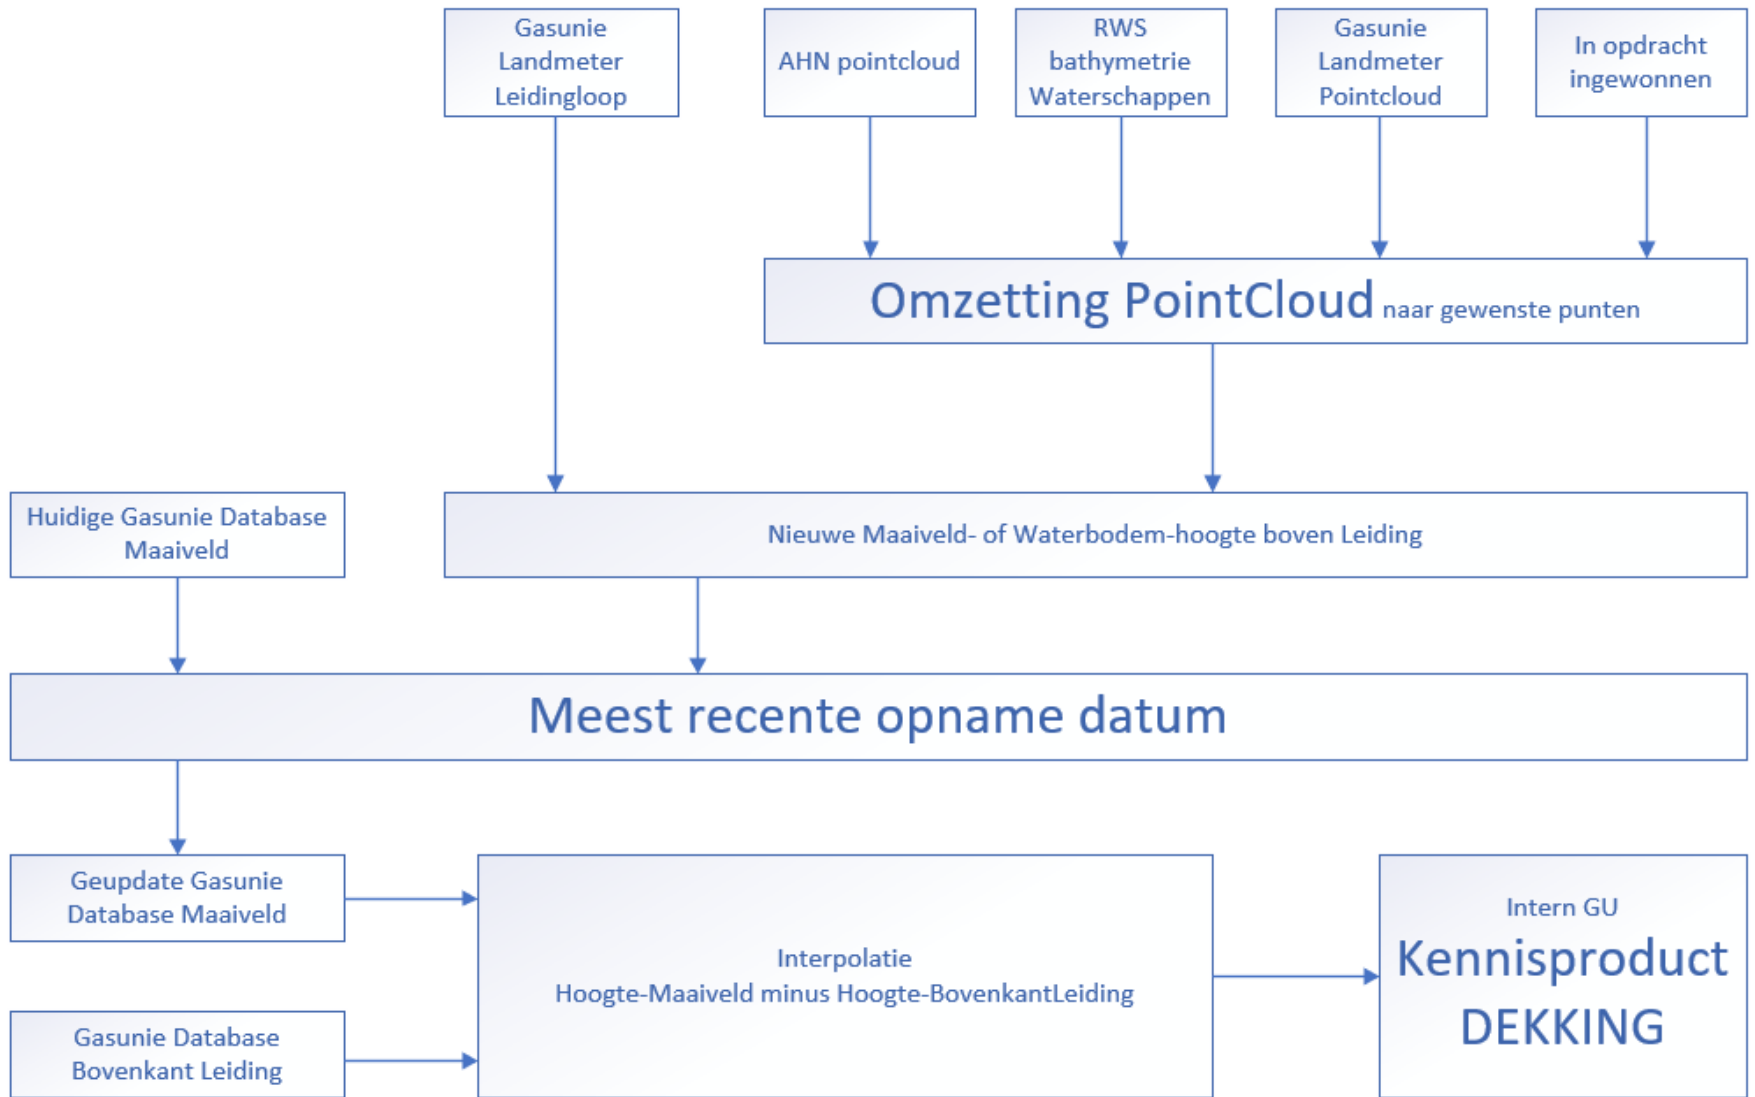 Gasunie
Landmeter
Leidingloop
AHN pointcloud
RWS
bathymetrie
Waterschappen
Gasunie
Landmeter
Pointcloud
In opdracht
ingewonnen
Omzetting PointCloud naar gewenste punten
Huidige Gasunie Database
Maaiveld
Nieuwe Maaiveld- of Waterbodem-hoogte boven Leiding
Meest recente opname datum
Geupdate Gasunie
Database Maaiveld
Gasunie Database
Bovenkant Leiding
Interpolatie
Hoogte-Maaiveld minus Hoogte-BovenkantLeiding
Intern GU
Kennisproduct
DEKKING